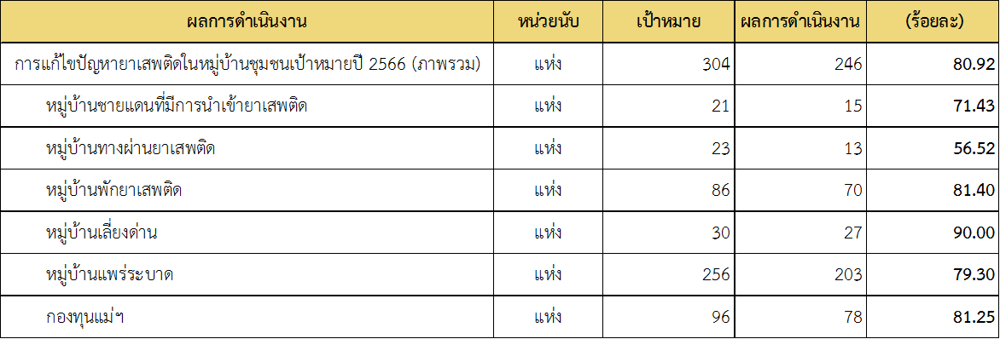 ผลการดำเนินงาน หน่วยนับ เป้าหมาย ผลการดำเนินงาน (ร้อยละ)
การแก้ไขปัญหายาเสพติดในหมู่บ้านชุมชนเป้าหมายปี 2566 (ภาพรวม) แห่ง 304 246 80.92
หมู่บ้านชายแดนที่มีการนำเข้ายาเสพติด แห่ง 21 15 71.43
หมู่บ้านทางผ่านยาเสพติด แห่ง 23 13 56.52
หมู่บ้านพักยาเสพติด แห่ง 86 70 81.40
หมู่บ้านเลี่ยงด่าน แห่ง 30 27 90.00
หมู่บ้านแพร่ระบาด แห่ง 256 203 79.30
กองทุนแม่ฯ แห่ง 96 78 81.25